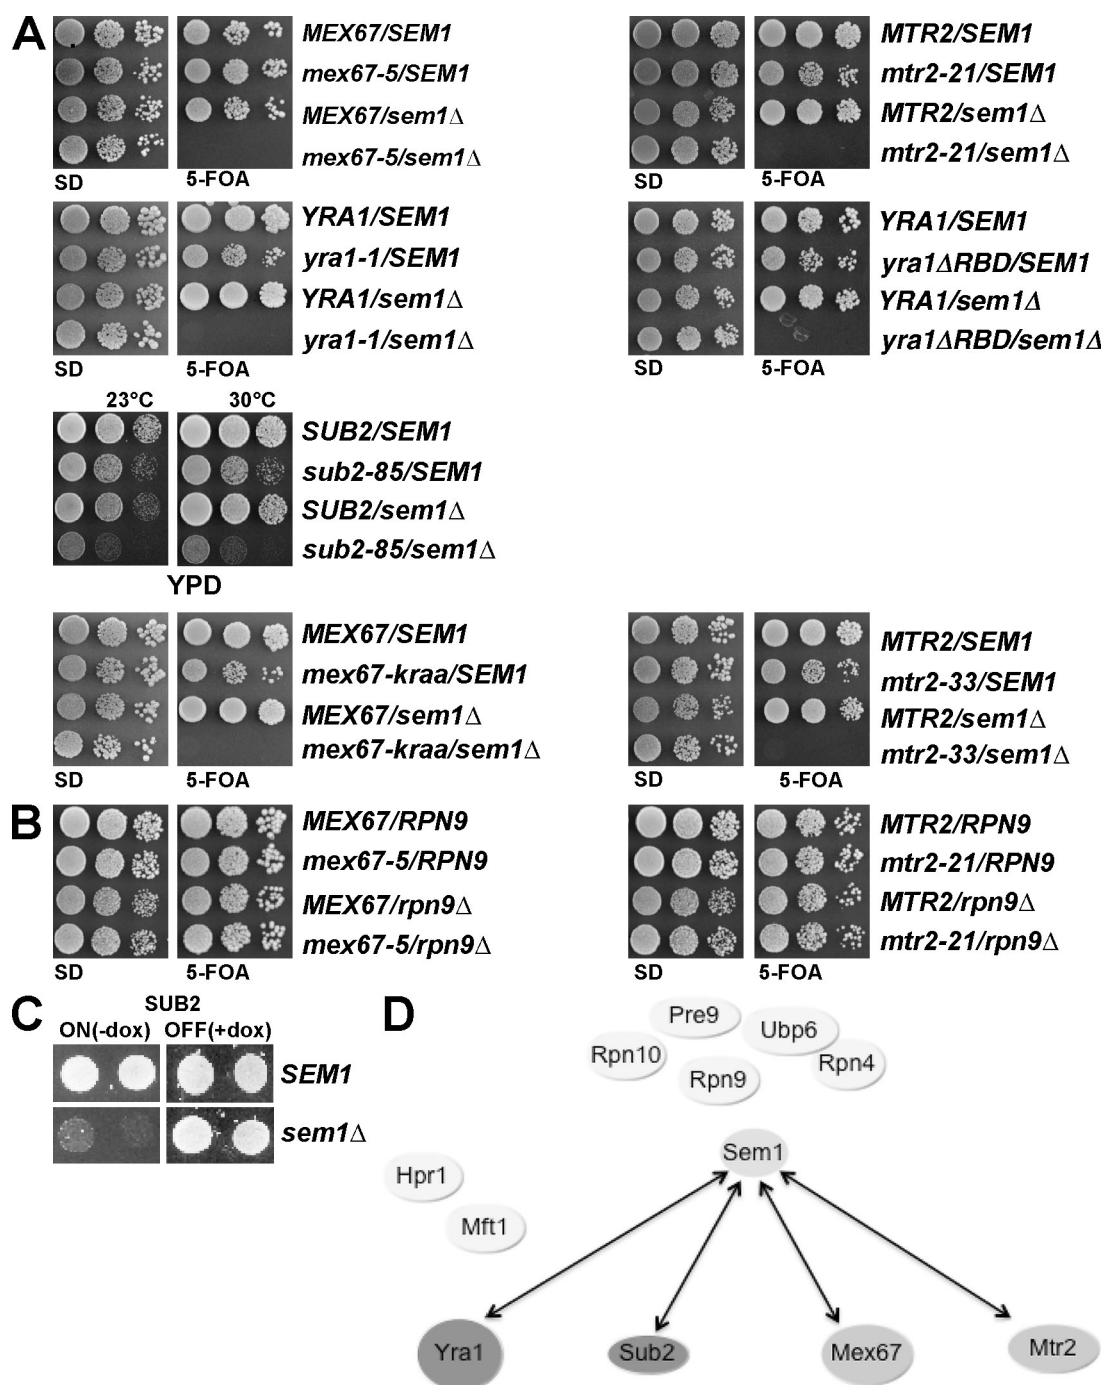 A
MEX67/SEM1
mex67-5/SEM1
MEX67/sem1Δ
mex67-5/sem1Δ
SD 5-FOA
MTR2/SEM1
mtr2-21/SEM1
MTR2/sem1Δ
mtr2-21/sem1Δ
SD 5-FOA
YRA1/SEM1
yra1-1/SEM1
YRA1/sem1Δ
yra1-1/sem1Δ
SD 5-FOA
YRA1/SEM1
yra1ΔRBD/SEM1
YRA1/sem1Δ
yra1ΔRBD/sem1Δ
SD 5-FOA
23°C 30°C
SUB2/SEM1
sub2-85/SEM1
SUB2/sem1Δ
sub2-85/sem1Δ
YPD
MEX67/SEM1
mex67-kraa/SEM1
MEX67/sem1Δ
mex67-kraa/sem1Δ
SD 5-FOA
MTR2/SEM1
mtr2-33/SEM1
MTR2/sem1Δ
mtr2-33/sem1Δ
SD 5-FOA
B
MEX67/RPN9
mex67-5/RPN9
MEX67/rpn9Δ
mex67-5/rpn9Δ
SD 5-FOA
MTR2/RPN9
mtr2-21/RPN9
MTR2/rpn9Δ
mtr2-21/rpn9Δ
SD 5-FOA
C
SUB2
ON(-dox) OFF(+dox)
SEM1
sem1Δ
D
Pre9
Ubp6
Rpn10
Rpn4
Rpn9
Sem1
Hpr1
Mft1
Yra1
Sub2
Mex67
Mtr2